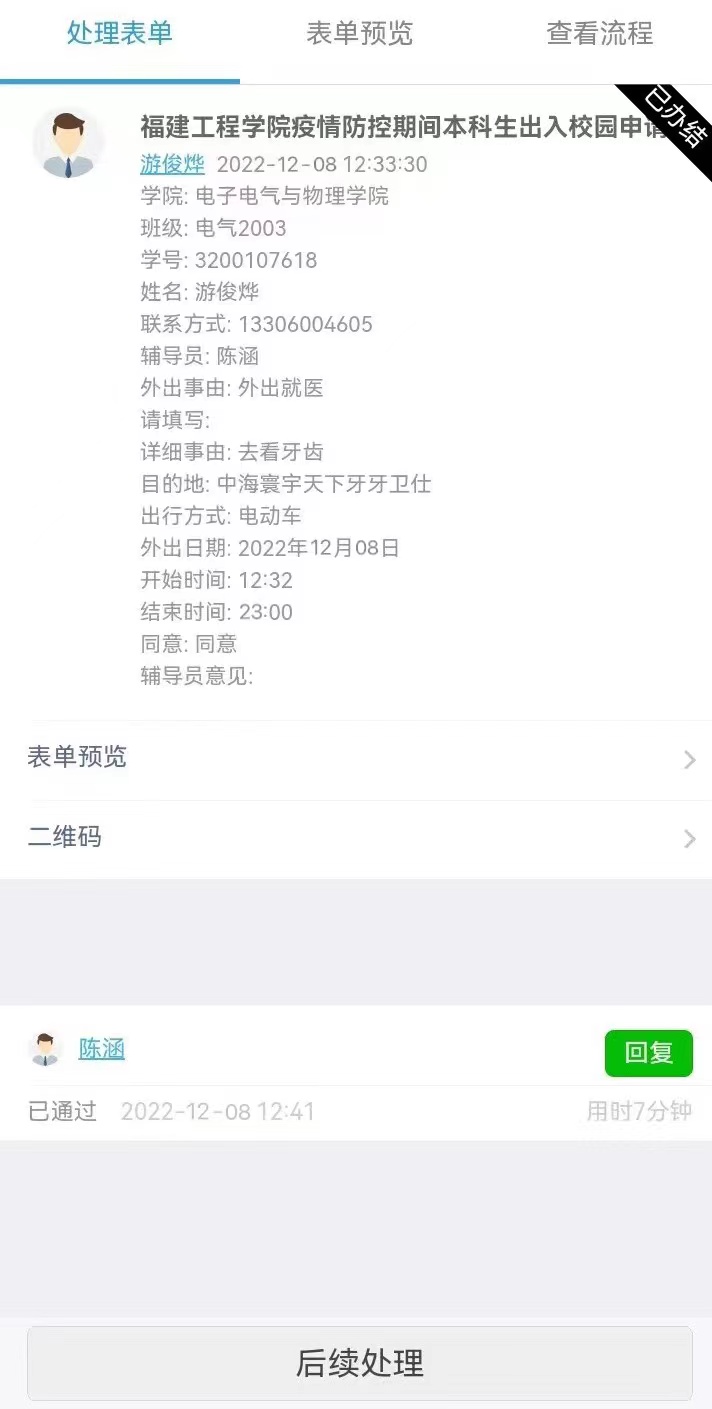 处理表单 表单预览 查看流程
已办结
福建工程学院疫情防控期间本科生出入校园申请
游俊烨 2022-12-08 12:33:30
学院: 电子电气与物理学院
班级: 电气2003
学号: 3200107618
姓名: 游俊烨
联系方式: 13306004605
辅导员: 陈涵
外出事由: 外出就医
请填写:
详细事由: 去看牙齿
目的地: 中海寰宇天下牙牙卫仕
出行方式: 电动车
外出日期: 2022年12月08日
开始时间: 12:32
结束时间: 23:00
同意: 同意
辅导员意见:
表单预览
二维码
陈涵 回复
已通过 2022-12-08 12:41 用时7分钟
后续处理